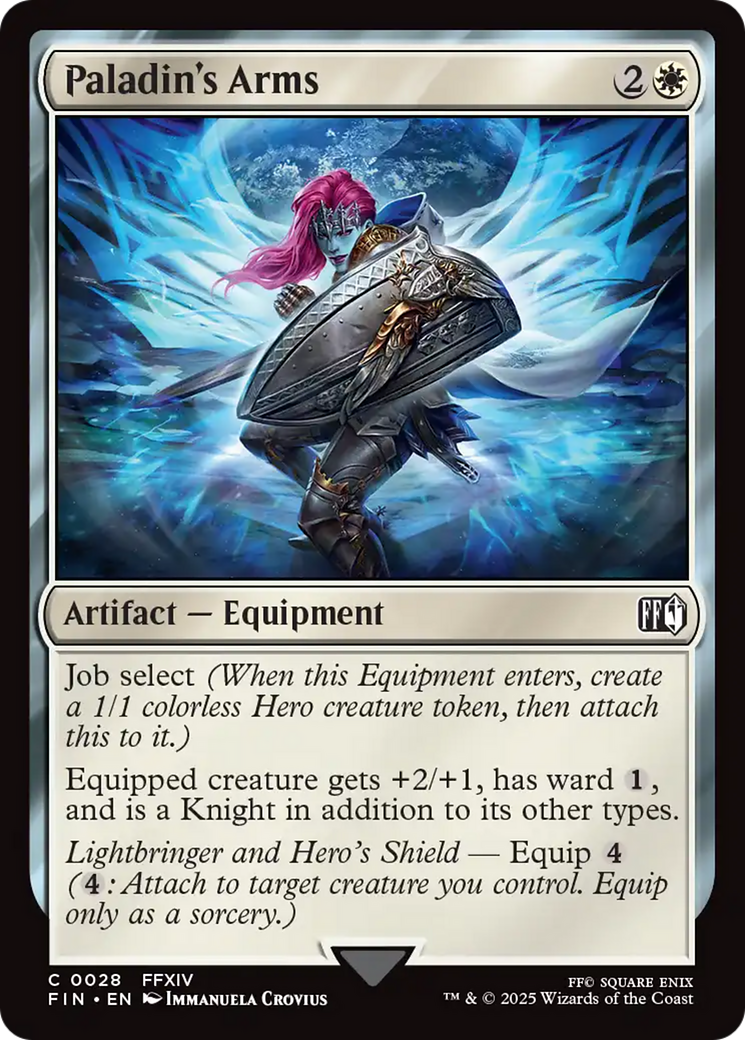 Paladin's Arms 2
Artifact — Equipment FF
Job select (When this Equipment enters, create
a 1/1 colorless Hero creature token, then attach
this to it.)
Equipped creature gets +2/+1, has ward 1,
and is a Knight in addition to its other types.
Lightbringer and Hero's Shield — Equip 4
(4: Attach to target creature you control. Equip
only as a sorcery.)
C 0028 FFXIV FF© SQUARE ENIX
FIN • EN Immanuela Crovius ™ & © 2025 Wizards of the Coast